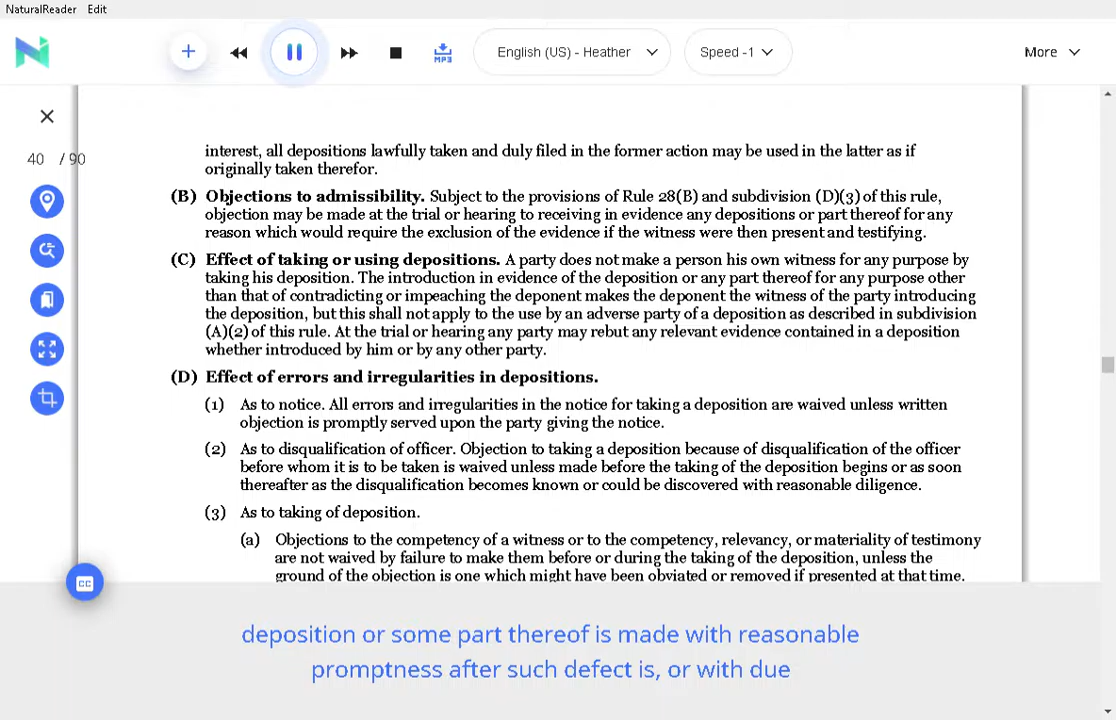 NaturalReader Edit
MP3
English (US) - Heather
Speed -1
More
40 / 90
interest, all depositions lawfully taken and duly filed in the former action may be used in the latter as if
originally taken therefor.
(B) Objections to admissibility. Subject to the provisions of Rule 28(B) and subdivision (D)(3) of this rule,
objection may be made at the trial or hearing to receiving in evidence any depositions or part thereof for any
reason which would require the exclusion of the evidence if the witness were then present and testifying.
(C) Effect of taking or using depositions. A party does not make a person his own witness for any purpose by
taking his deposition. The introduction in evidence of the deposition or any part thereof for any purpose other
than that of contradicting or impeaching the deponent makes the deponent the witness of the party introducing
the deposition, but this shall not apply to the use by an adverse party of a deposition as described in subdivision
(A)(2) of this rule. At the trial or hearing any party may rebut any relevant evidence contained in a deposition
whether introduced by him or by any other party.
(D) Effect of errors and irregularities in depositions.
(1) As to notice. All errors and irregularities in the notice for taking a deposition are waived unless written
objection is promptly served upon the party giving the notice.
(2) As to disqualification of officer. Objection to taking a deposition because of disqualification of the officer
before whom it is to be taken is waived unless made before the taking of the deposition begins or as soon
thereafter as the disqualification becomes known or could be discovered with reasonable diligence.
(3) As to taking of deposition.
(a) Objections to the competency of a witness or to the competency, relevancy, or materiality of testimony
are not waived by failure to make them before or during the taking of the deposition, unless the
ground of the objection is one which might have been obviated or removed if presented at that time.
CC
deposition or some part thereof is made with reasonable
promptness after such defect is, or with due